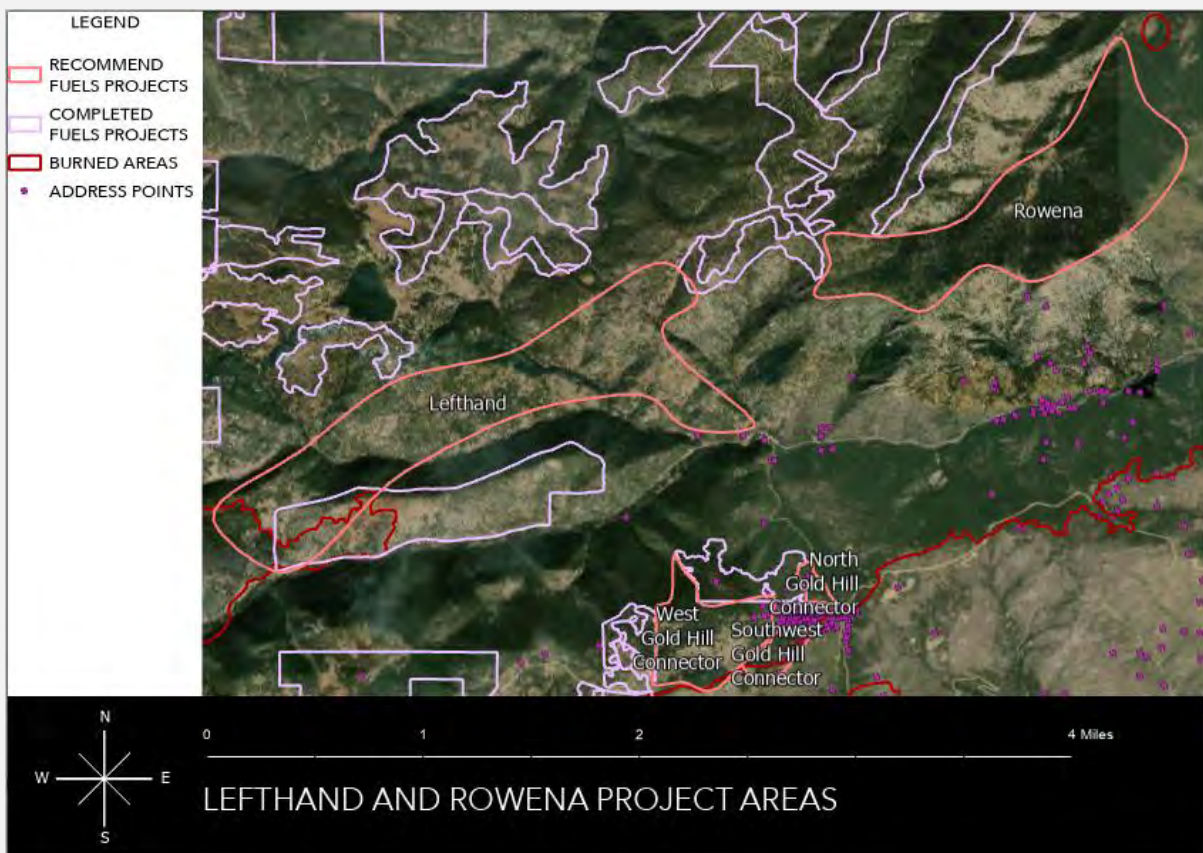 LEGEND
RECOMMEND
FUELS PROJECTS
COMPLETED
FUELS PROJECTS
BURNED AREAS
ADDRESS POINTS
Rowena
Lefthand
North
Gold Hill
Connector
West
Gold Hill
Connector
Southwest
Gold Hill
Connector
N
W
E
S
0
1
2
4 Miles
LEFTHAND AND ROWENA PROJECT AREAS